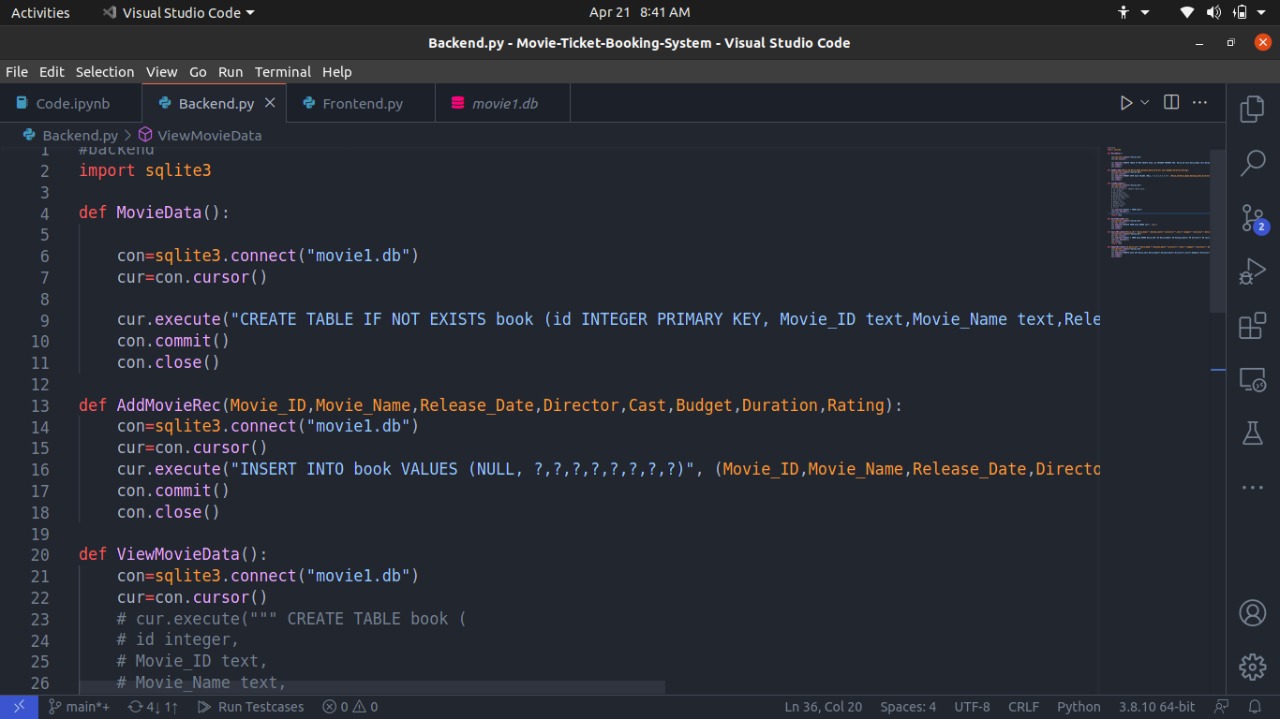 Activities Visual Studio Code Apr 21 8:41 AM
Backend.py - Movie-Ticket-Booking-System - Visual Studio Code
File Edit Selection View Go Run Terminal Help
Code.ipynb Backend.py Frontend.py movie1.db
Backend.py > ViewMovieData
1 #backend
2 import sqlite3
3
4 def MovieData():
5
6 con=sqlite3.connect("movie1.db")
7 cur=con.cursor()
8
9 cur.execute("CREATE TABLE IF NOT EXISTS book (id INTEGER PRIMARY KEY, Movie_ID text,Movie_Name text,Rele
10 con.commit()
11 con.close()
12
13 def AddMovieRec(Movie_ID,Movie_Name,Release_Date,Director,Cast,Budget,Duration,Rating):
14 con=sqlite3.connect("movie1.db")
15 cur=con.cursor()
16 cur.execute("INSERT INTO book VALUES (NULL, ?,?,?,?,?,?,?,?)", (Movie_ID,Movie_Name,Release_Date,Directo
17 con.commit()
18 con.close()
19
20 def ViewMovieData():
21 con=sqlite3.connect("movie1.db")
22 cur=con.cursor()
23 # cur.execute(""" CREATE TABLE book (
24 # id integer,
25 # Movie_ID text,
26 # Movie_Name text,
2
main*+ 4↓ 1↑ Run Testcases 0 0 Ln 36, Col 20 Spaces: 4 UTF-8 CRLF Python 3.8.10 64-bit